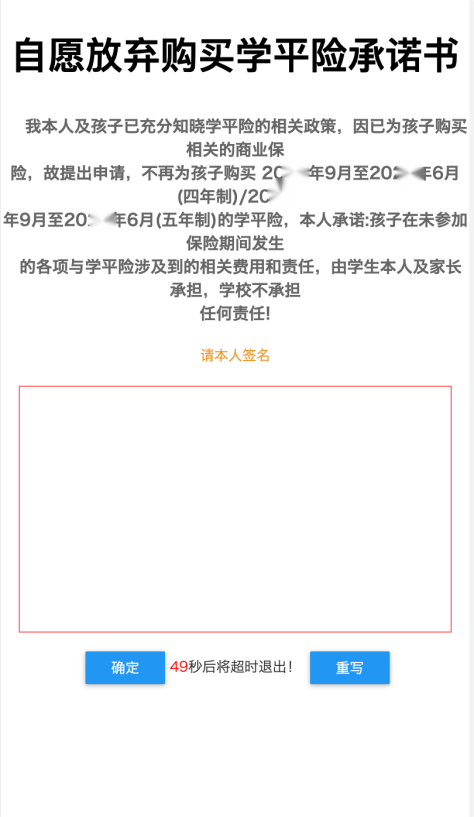 自愿放弃购买学平险承诺书
我本人及孩子已充分知晓学平险的相关政策，因已为孩子购买
相关的商业保
险，故提出申请，不再为孩子购买 20 年9月至202 年6月
(四年制)/20
年9月至202 年6月(五年制)的学平险，本人承诺:孩子在未参加
保险期间发生
的各项与学平险涉及到的相关费用和责任，由学生本人及家长
承担，学校不承担
任何责任!
请本人签名
确定 49秒后将超时退出! 重写